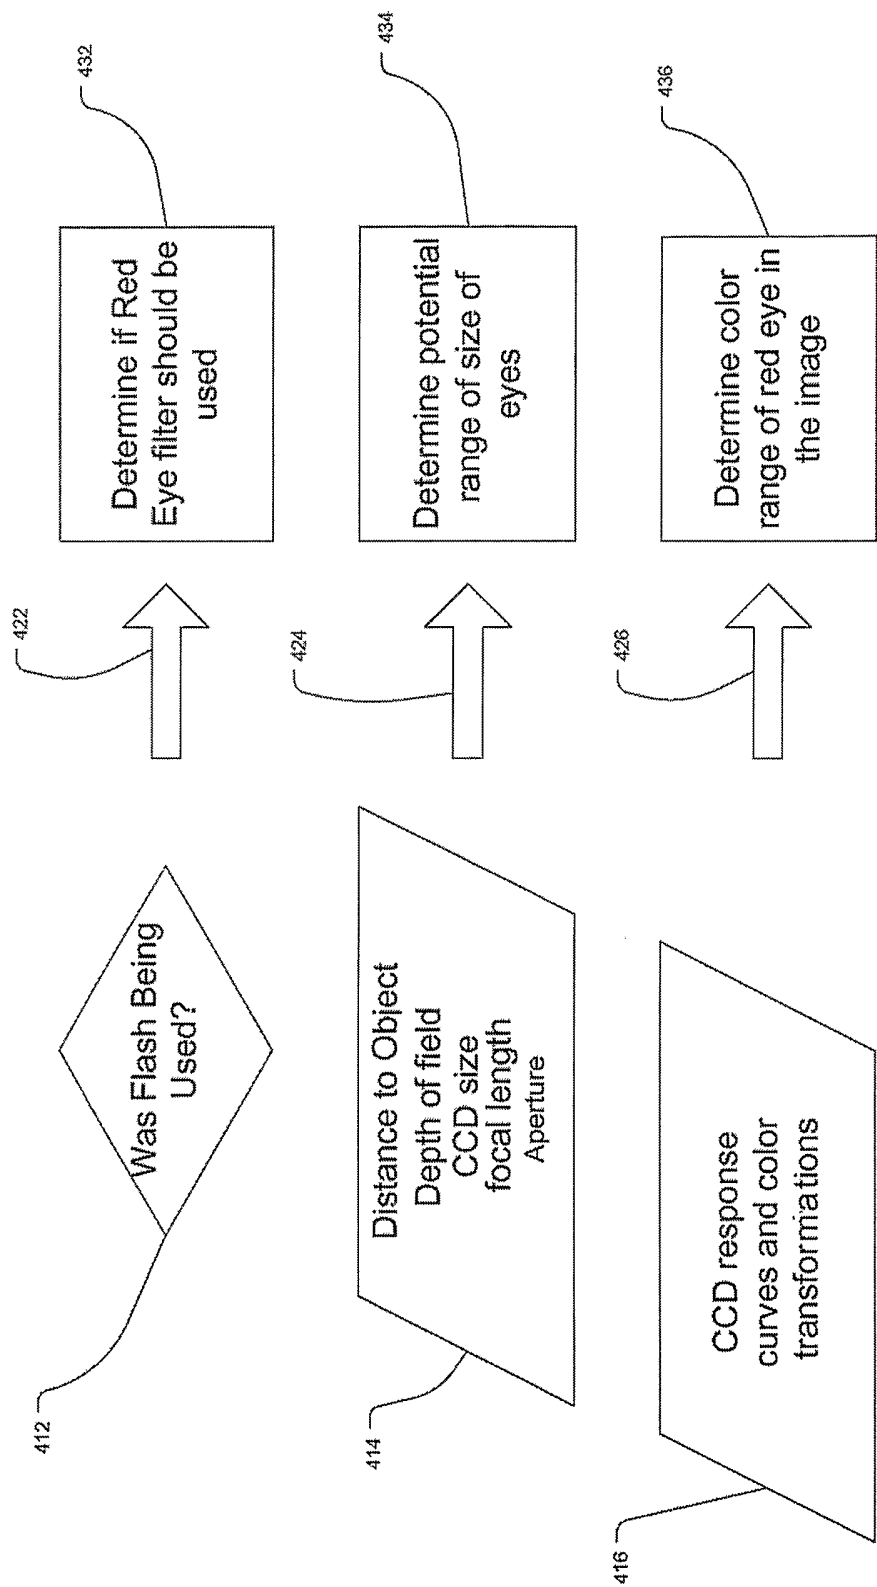 412
Was Flash Being
Used?
422
Determine if Red
Eye filter should be
used
432
414
Distance to Object
Depth of field
CCD size
focal length
Aperture
424
Determine potential
range of size of
eyes
434
416
CCD response
curves and color
transformations
426
Determine color
range of red eye in
the image
436